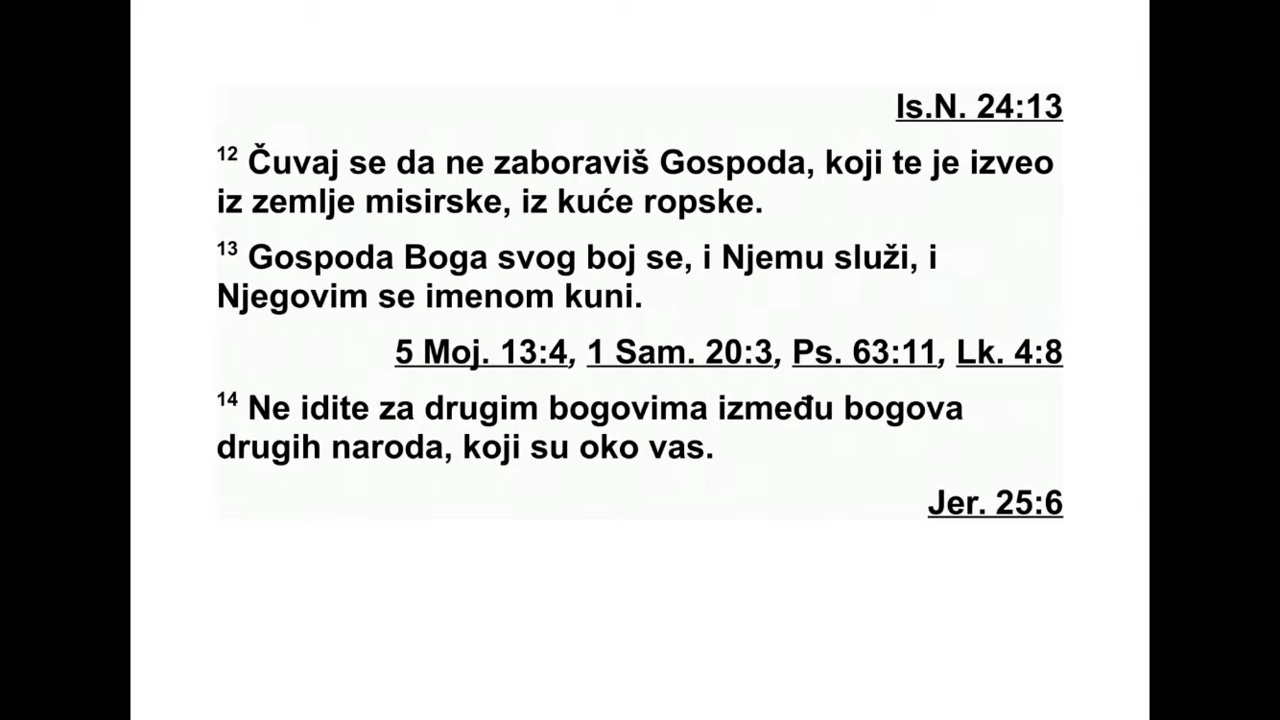 Is.N. 24:13
12 Čuvaj se da ne zaboraviš Gospoda, koji te je izveo
iz zemlje misirske, iz kuće ropske.
13 Gospoda Boga svog boj se, i Njemu služi, i
Njegovim se imenom kuni.
5 Moj. 13:4, 1 Sam. 20:3, Ps. 63:11, Lk. 4:8
14 Ne idite za drugim bogovima između bogova
drugih naroda, koji su oko vas.
Jer. 25:6